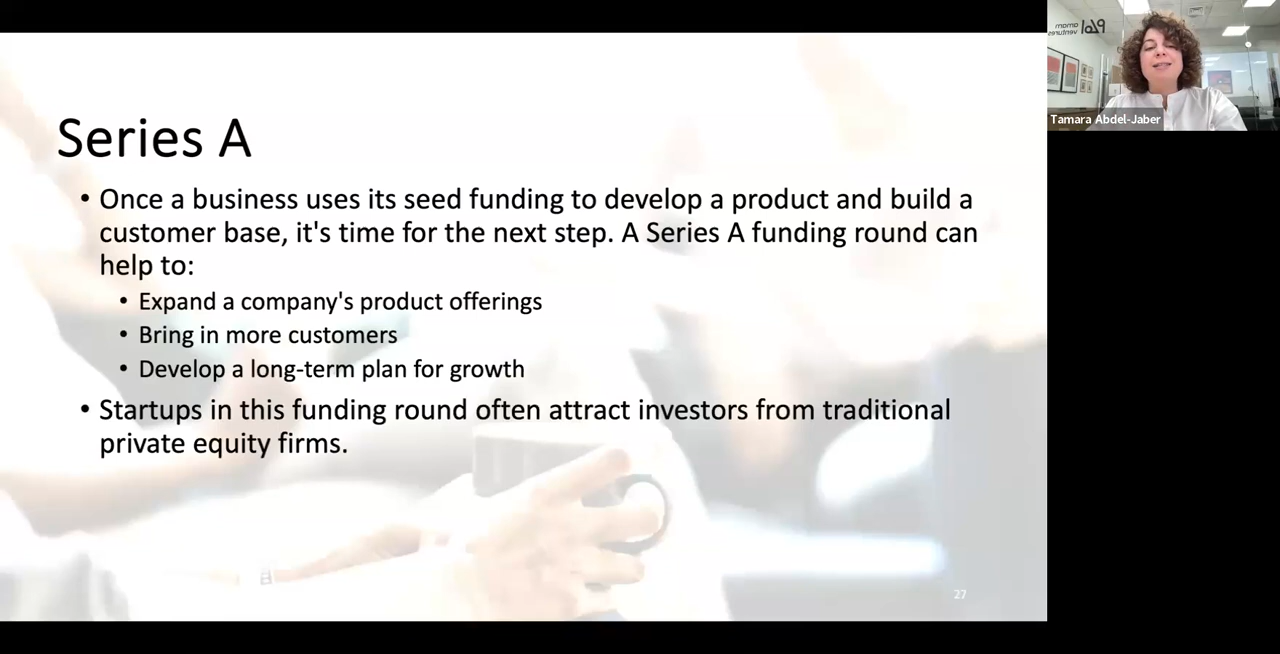 Series A
• Once a business uses its seed funding to develop a product and build a
customer base, it's time for the next step. A Series A funding round can
help to:
• Expand a company's product offerings
• Bring in more customers
• Develop a long-term plan for growth
• Startups in this funding round often attract investors from traditional
private equity firms.
27
amam
ventures
Tamara Abdel-Jaber